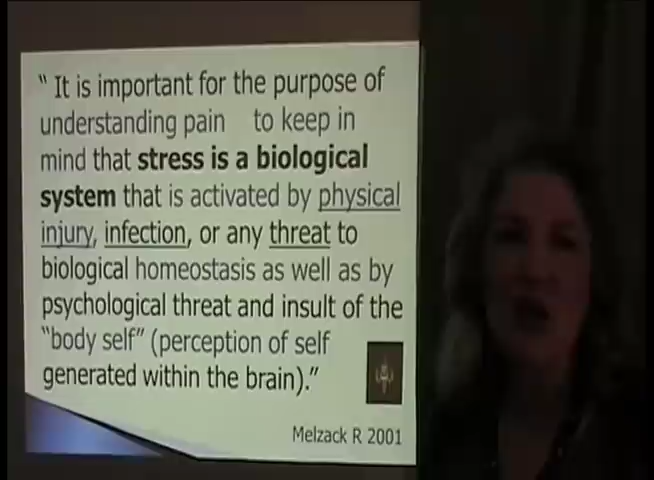 “ It is important for the purpose of
understanding pain to keep in
mind that stress is a biological
system that is activated by physical
injury, infection, or any threat to
biological homeostasis as well as by
psychological threat and insult of the
“body self” (perception of self
generated within the brain).”
Melzack R 2001